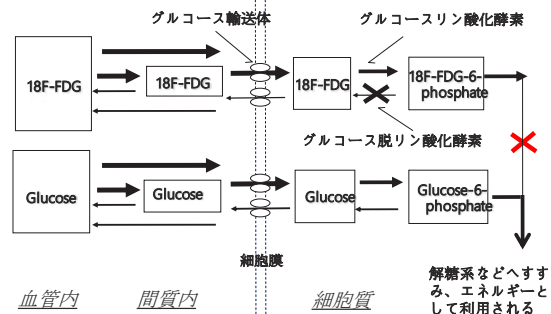 グルコース輸送体
グルコースリン酸化酵素
18F-FDG
18F-FDG
18F-FDG
18F-FDG-6-
phosphate
グルコース脱リン酸化酵素
Glucose
Glucose
Glucose
Glucose-6-
phosphate
細胞膜
解糖系などへすす
み、エネルギーと
して利用される
血管内
間質内
細胞質